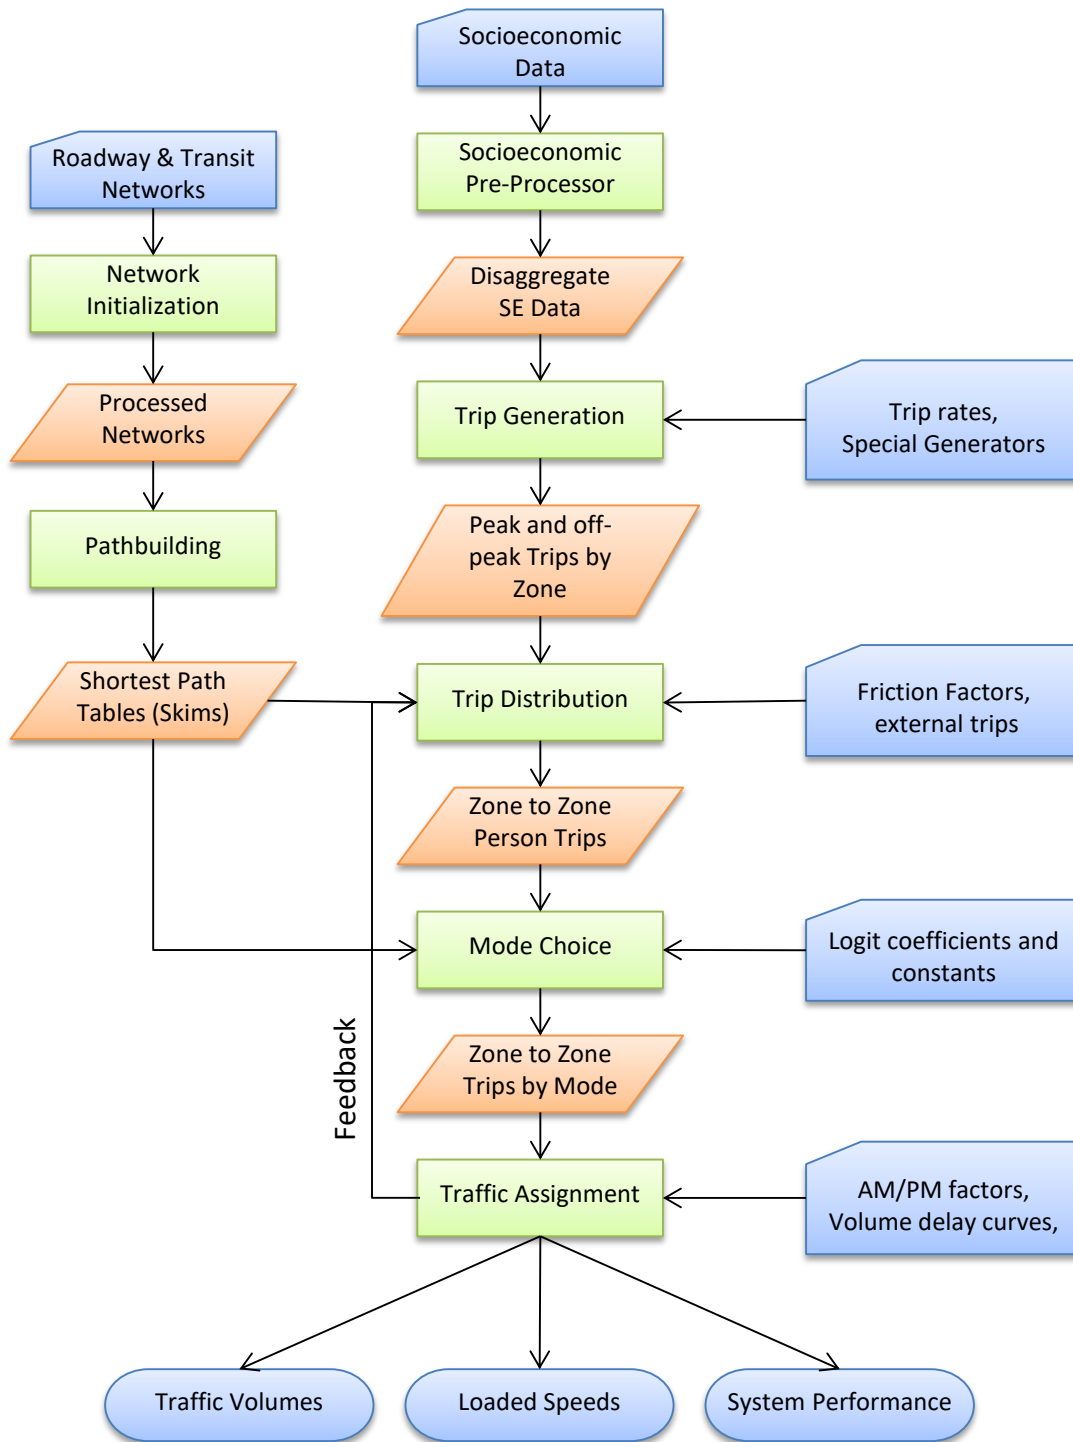 Socioeconomic
Data
Roadway & Transit
Networks
Socioeconomic
Pre-Processor
Network
Initialization
Disaggregate
SE Data
Processed
Networks
Trip Generation
Trip rates,
Special Generators
Pathbuilding
Peak and off-
peak Trips by
Zone
Shortest Path
Tables (Skims)
Trip Distribution
Friction Factors,
external trips
Zone to Zone
Person Trips
Mode Choice
Logit coefficients and
constants
Feedback
Zone to Zone
Trips by Mode
Traffic Assignment
AM/PM factors,
Volume delay curves,
Traffic Volumes
Loaded Speeds
System Performance